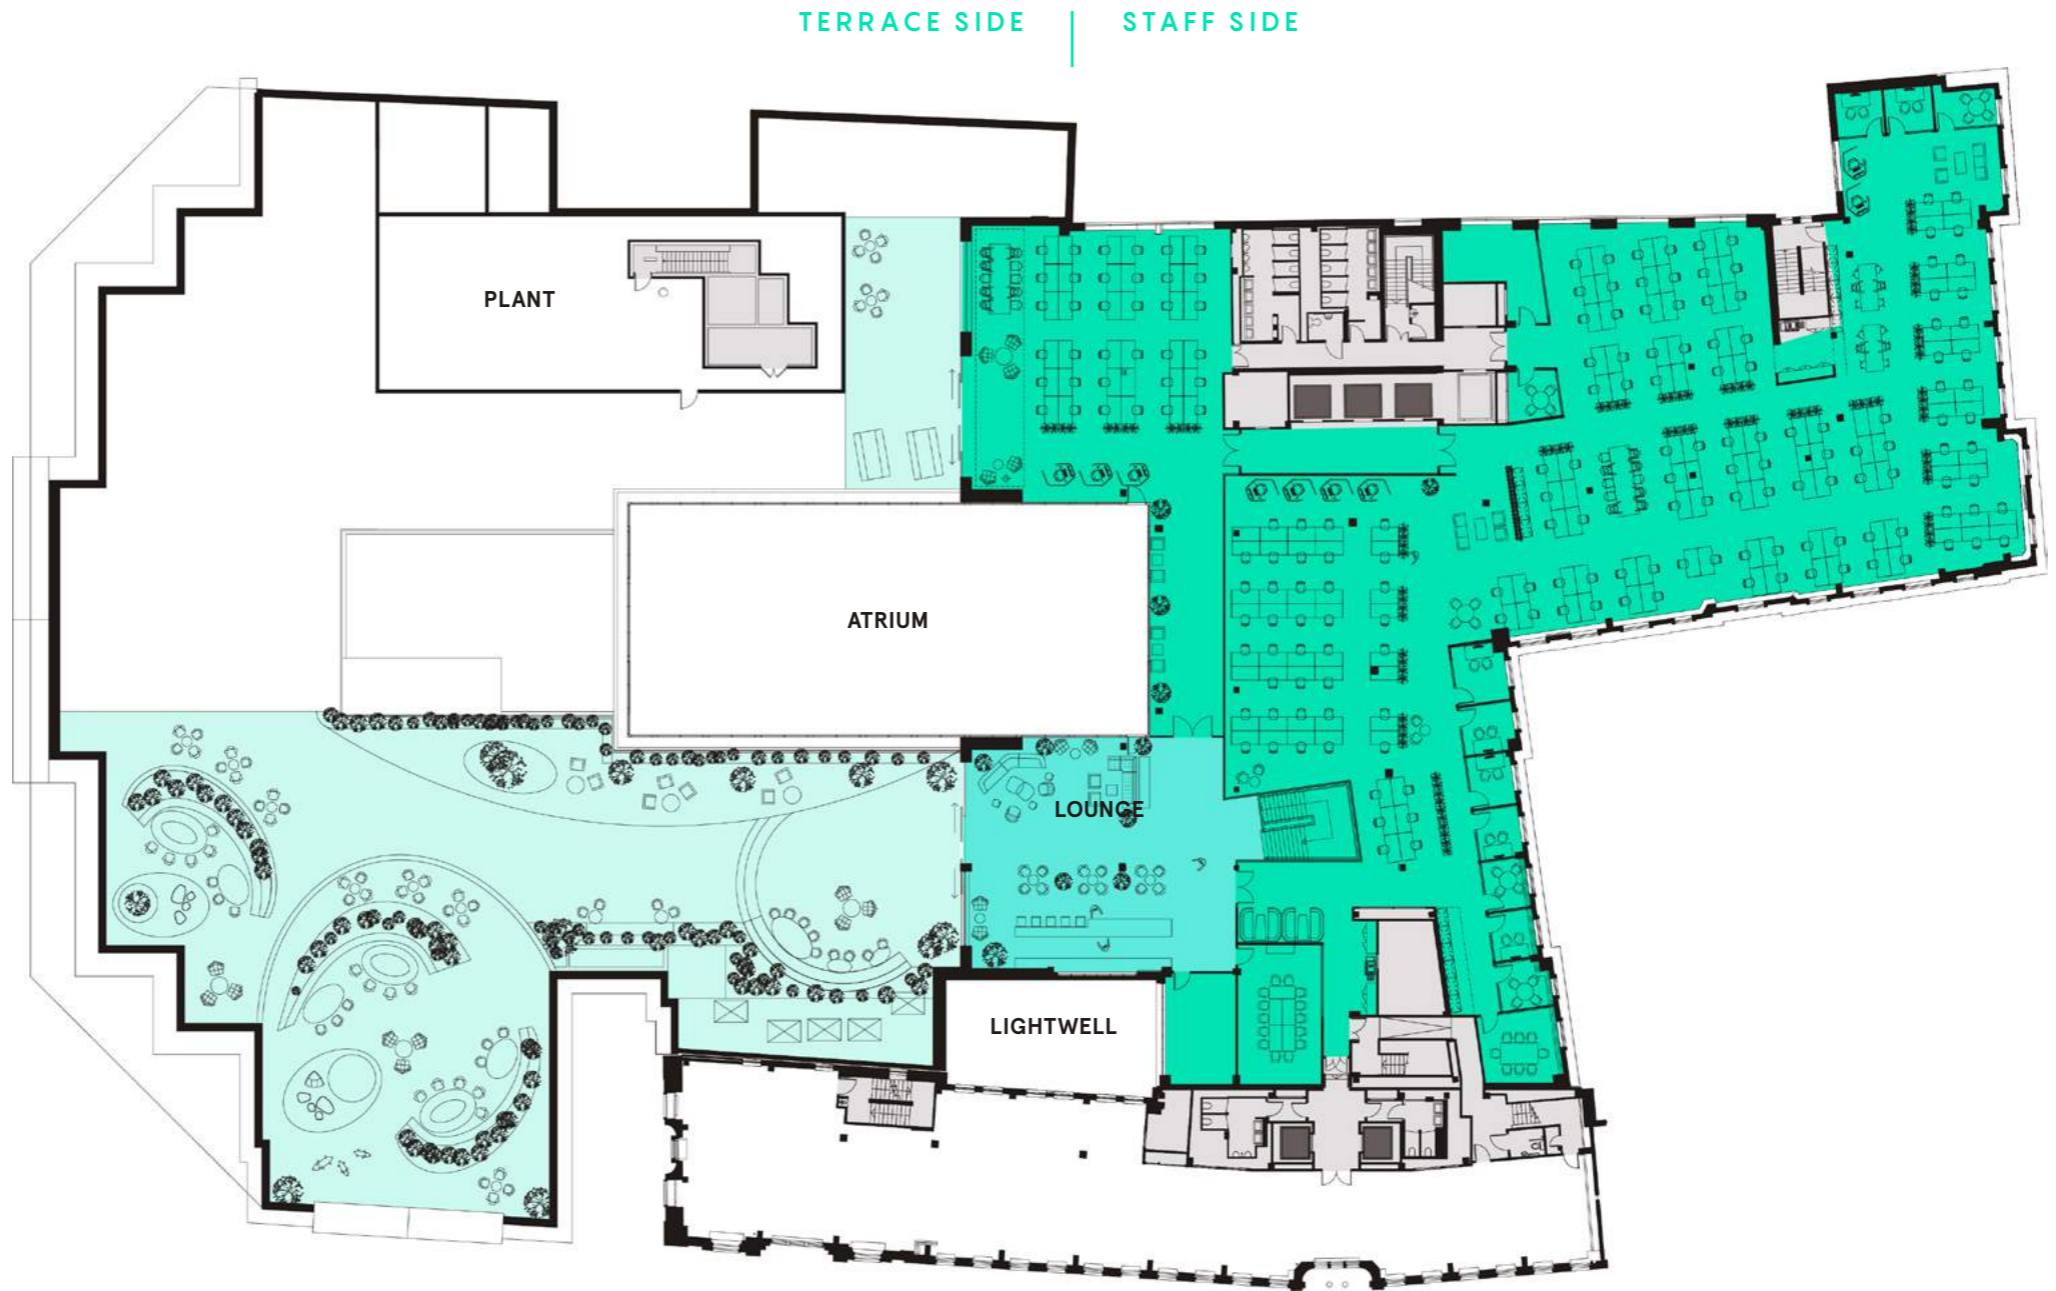 TERRACE SIDE | STAFF SIDE
PLANT
ATRIUM
LOUNGE
LIGHTWELL